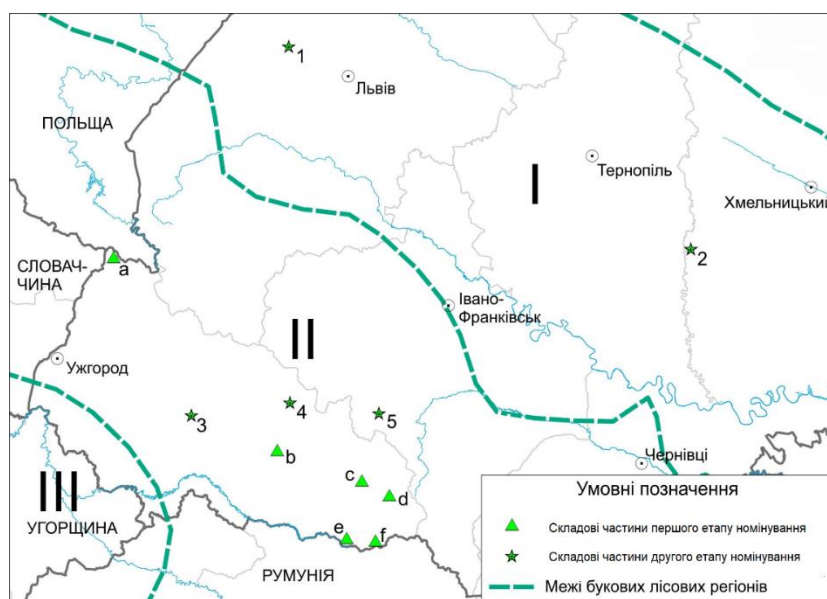 1
Львів
ПОЛЬЩА
I
Тернопіль
Хмельницький
2
a
СЛОВАЧ-
ЧИНА
II
Івано-
Франківськ
Ужгород
3
4
5
b
c
d
Чернівці
III
УГОРЩИНА
e
f
РУМУНІЯ
Умовні позначення
Складові частини першого етапу номінування
Складові частини другого етапу номінування
Межі букових лісових регіонів